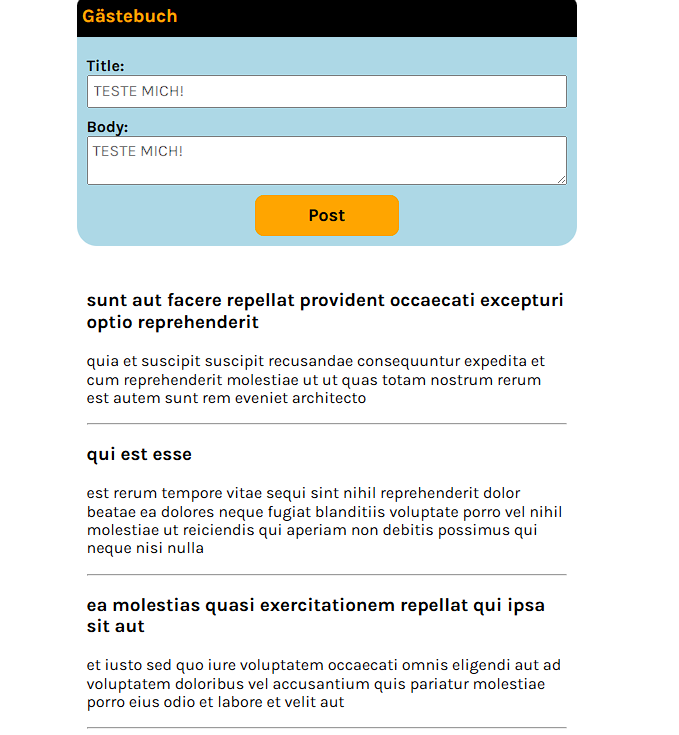 Gästebuch
Title:
TESTE MICH!
Body:
TESTE MICH!
Post
sunt aut facere repellat provident occaecati excepturi
optio reprehenderit
quia et suscipit suscipit recusandae consequuntur expedita et
cum reprehenderit molestiae ut ut quas totam nostrum rerum
est autem sunt rem eveniet architecto
qui est esse
est rerum tempore vitae sequi sint nihil reprehenderit dolor
beatae ea dolores neque fugiat blanditiis voluptate porro vel nihil
molestiae ut reiciendis qui aperiam non debitis possimus qui
neque nisi nulla
ea molestias quasi exercitationem repellat qui ipsa
sit aut
et iusto sed quo iure voluptatem occaecati omnis eligendi aut ad
voluptatem doloribus vel accusantium quis pariatur molestiae
porro eius odio et labore et velit aut